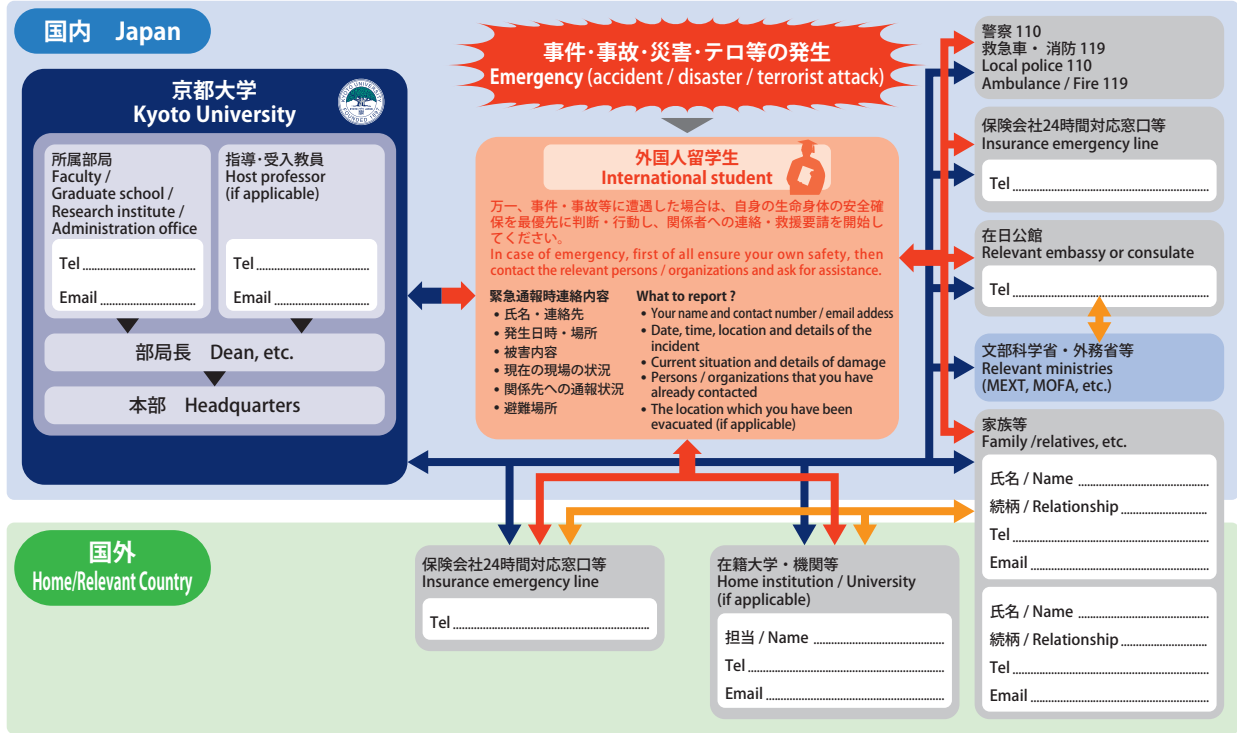 国内 Japan
事件・事故・災害・テロ等の発生
Emergency (accident / disaster / terrorist attack)
京都大学
Kyoto University
所属部局
Faculty /
Graduate school /
Research institute /
Administration office
Tel
Email
指導・受入教員
Host professor
(if applicable)
Tel
Email
部局長 Dean, etc.
本部 Headquarters
外国人留学生
International student
万一、事件・事故等に遭遇した場合は、自身の生命身体の安全確
保を最優先に判断・行動し、関係者への連絡・救援要請を開始し
てください。
In case of emergency, first of all ensure your own safety, then
contact the relevant persons / organizations and ask for assistance.
緊急通報時連絡内容
• 氏名・連絡先
• 発生日時・場所
• 被害内容
• 現在の現場の状況
• 関係先への通報状況
• 避難場所
What to report ?
• Your name and contact number / email addess
• Date, time, location and details of the
incident
• Current situation and details of damage
• Persons / organizations that you have
already contacted
• The location which you have been
evacuated (if applicable)
警察 110
救急車・ 消防 119
Local police 110
Ambulance / Fire 119
保険会社24時間対応窓口等
Insurance emergency line
Tel
在日公館
Relevant embassy or consulate
Tel
文部科学省・外務省等
Relevant ministries
(MEXT, MOFA, etc.)
家族等
Family /relatives, etc.
氏名 / Name
続柄 / Relationship
Tel
Email
氏名 / Name
続柄 / Relationship
Tel
Email
国外
Home/Relevant Country
保険会社24時間対応窓口等
Insurance emergency line
Tel
在籍大学・機関等
Home institution / University
(if applicable)
担当 / Name
Tel
Email